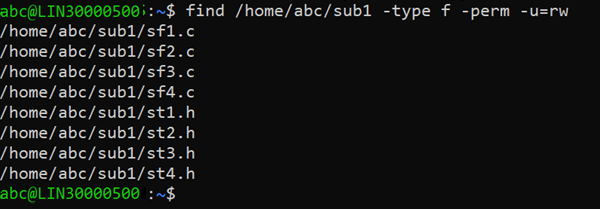 abc@LIN30000500:~$ find /home/abc/sub1 -type f -perm -u=rw
/home/abc/sub1/sf1.c
/home/abc/sub1/sf2.c
/home/abc/sub1/sf3.c
/home/abc/sub1/sf4.c
/home/abc/sub1/st1.h
/home/abc/sub1/st2.h
/home/abc/sub1/st3.h
/home/abc/sub1/st4.h
abc@LIN30000500 :~$